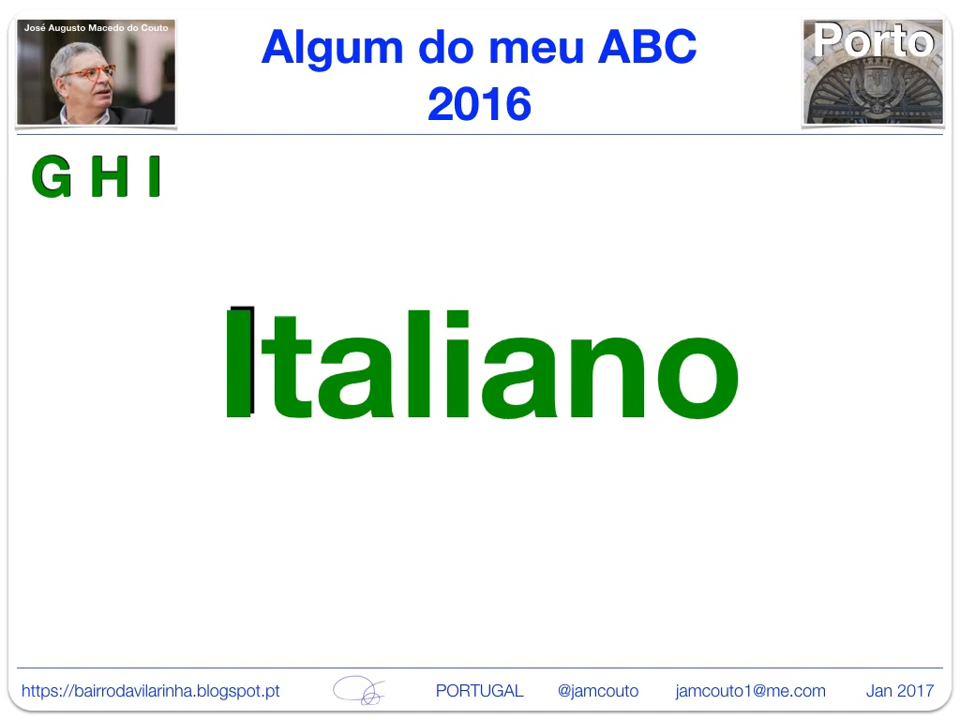 José Augusto Macedo do Couto
Algum do meu ABC
2016
Porto
G H I
Italiano
https://bairrodavilarinha.blogspot.pt PORTUGAL @jamcouto jamcouto1@me.com Jan 2017